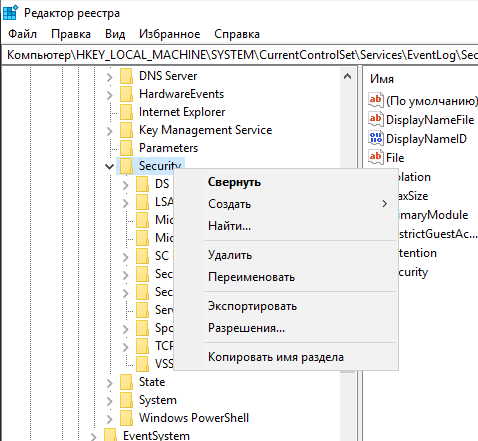 Редактор реестра
Файл Правка Вид Избранное Справка
Компьютер\HKEY_LOCAL_MACHINE\SYSTEM\CurrentControlSet\Services\EventLog\Sec
DNS Server
HardwareEvents
Internet Explorer
Key Management Service
Parameters
Security
DS
LSA
Mic
Mic
SC
Sec
Sec
Serv
Spo
TCP
VSS
State
System
Windows PowerShell
EventSystem
Свернуть
Создать
Найти...
Удалить
Переименовать
Экспортировать
Разрешения...
Копировать имя раздела
Имя
(По умолчанию)
DisplayNameFile
DisplayNameID
File
olation
axSize
imaryModule
strictGuestAc...
tention
curity